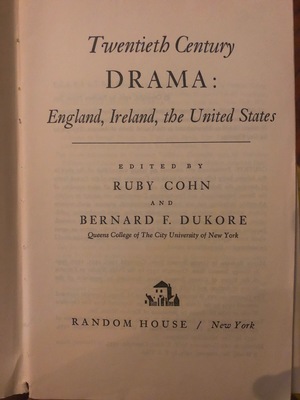 Twentieth Century
DRAMA:
England, Ireland, the United States
EDITED BY
RUBY COHN
AND
BERNARD F. DUKORE
Queens College of The City University of New York
RANDOM HOUSE / New York